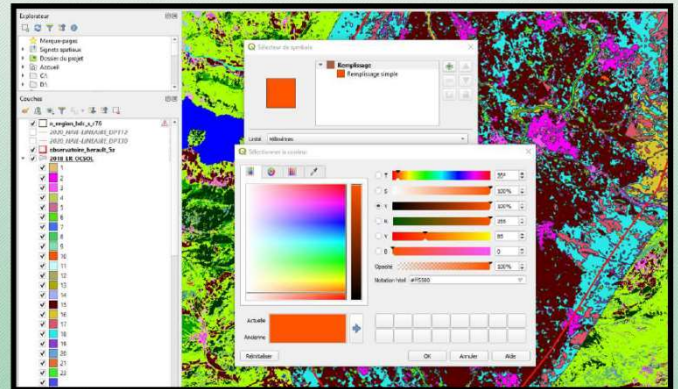 Explorateur
Marque-pages
Signets spatiaux
Dossier du projet
Accueil
C:\
D:\
Couches
2018_LR_OCSOL
1
2
3
4
5
6
7
8
9
10
11
12
13
14
15
16
17
18
19
20
21
22
Sélecteur de symbole
Remplissage
Remplissage simple
Unité
Millimètres
Sélectionner la couleur
T
S
100%
V
100%
R
255
V
85
B
0
Opacité
100%
Notation html
Actuelle
Ancienne
Réinitialiser
OK
Annuler
Aide